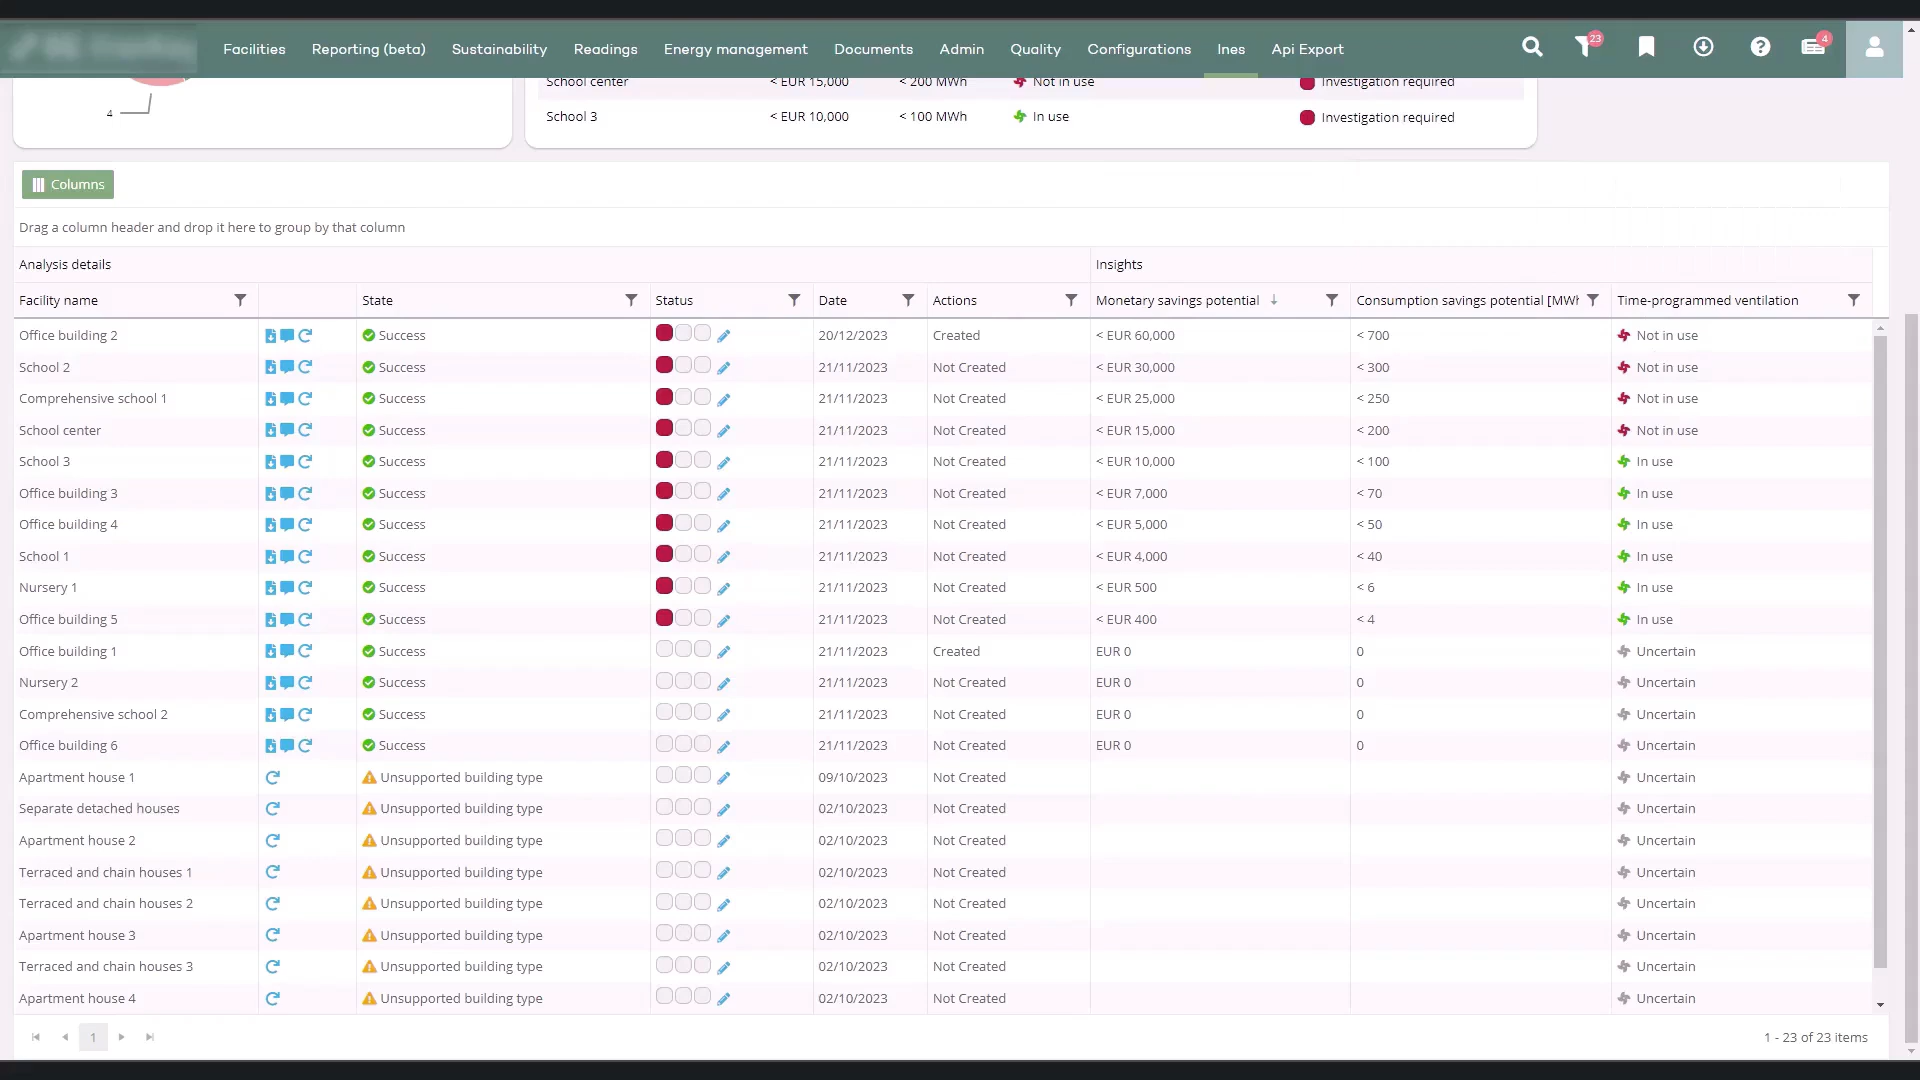 Facilities Reporting (beta) Sustainability Readings Energy management Documents Admin Quality Configurations Ines Api Export 23 4
School center < EUR 15,000 < 200 MWh Not in use Investigation required
4
School 3 < EUR 10,000 < 100 MWh In use Investigation required
Columns
Drag a column header and drop it here to group by that column
Analysis details Insights
Facility name State Status Date Actions Monetary savings potential Consumption savings potential [MWh Time-programmed ventilation
Office building 2 Success 20/12/2023 Created < EUR 60,000 < 700 Not in use
School 2 Success 21/11/2023 Not Created < EUR 30,000 < 300 Not in use
Comprehensive school 1 Success 21/11/2023 Not Created < EUR 25,000 < 250 Not in use
School center Success 21/11/2023 Not Created < EUR 15,000 < 200 Not in use
School 3 Success 21/11/2023 Not Created < EUR 10,000 < 100 In use
Office building 3 Success 21/11/2023 Not Created < EUR 7,000 < 70 In use
Office building 4 Success 21/11/2023 Not Created < EUR 5,000 < 50 In use
School 1 Success 21/11/2023 Not Created < EUR 4,000 < 40 In use
Nursery 1 Success 21/11/2023 Not Created < EUR 500 < 6 In use
Office building 5 Success 21/11/2023 Not Created < EUR 400 < 4 In use
Office building 1 Success 21/11/2023 Created EUR 0 0 Uncertain
Nursery 2 Success 21/11/2023 Not Created EUR 0 0 Uncertain
Comprehensive school 2 Success 21/11/2023 Not Created EUR 0 0 Uncertain
Office building 6 Success 21/11/2023 Not Created EUR 0 0 Uncertain
Apartment house 1 Unsupported building type 09/10/2023 Not Created Uncertain
Separate detached houses Unsupported building type 02/10/2023 Not Created Uncertain
Apartment house 2 Unsupported building type 02/10/2023 Not Created Uncertain
Terraced and chain houses 1 Unsupported building type 02/10/2023 Not Created Uncertain
Terraced and chain houses 2 Unsupported building type 02/10/2023 Not Created Uncertain
Apartment house 3 Unsupported building type 02/10/2023 Not Created Uncertain
Terraced and chain houses 3 Unsupported building type 02/10/2023 Not Created Uncertain
Apartment house 4 Unsupported building type 02/10/2023 Not Created Uncertain
1 1 - 23 of 23 items